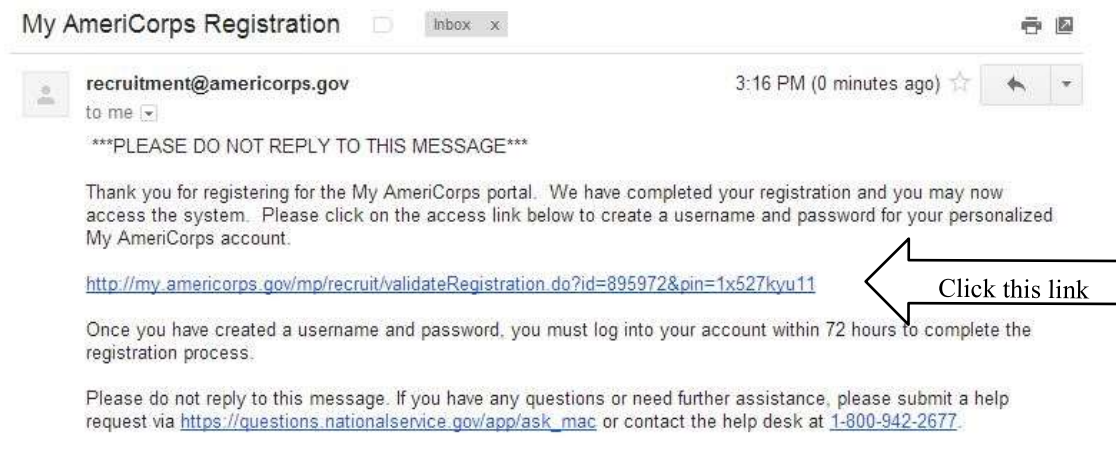 My AmeriCorps Registration
Inbox x
recruitment@americorps.gov
3:16 PM (0 minutes ago)
to me
***PLEASE DO NOT REPLY TO THIS MESSAGE***
Thank you for registering for the My AmeriCorps portal. We have completed your registration and you may now
access the system. Please click on the access link below to create a username and password for your personalized
My AmeriCorps account.
http://my.americorps.gov/mp/recruit/validateRegistration.do?id=895972&pin=1x527kyu11
Click this link
Once you have created a username and password, you must log into your account within 72 hours to complete the
registration process.
Please do not reply to this message. If you have any questions or need further assistance, please submit a help
request via https://questions.nationalservice.gov/app/ask_mac or contact the help desk at 1-800-942-2677.